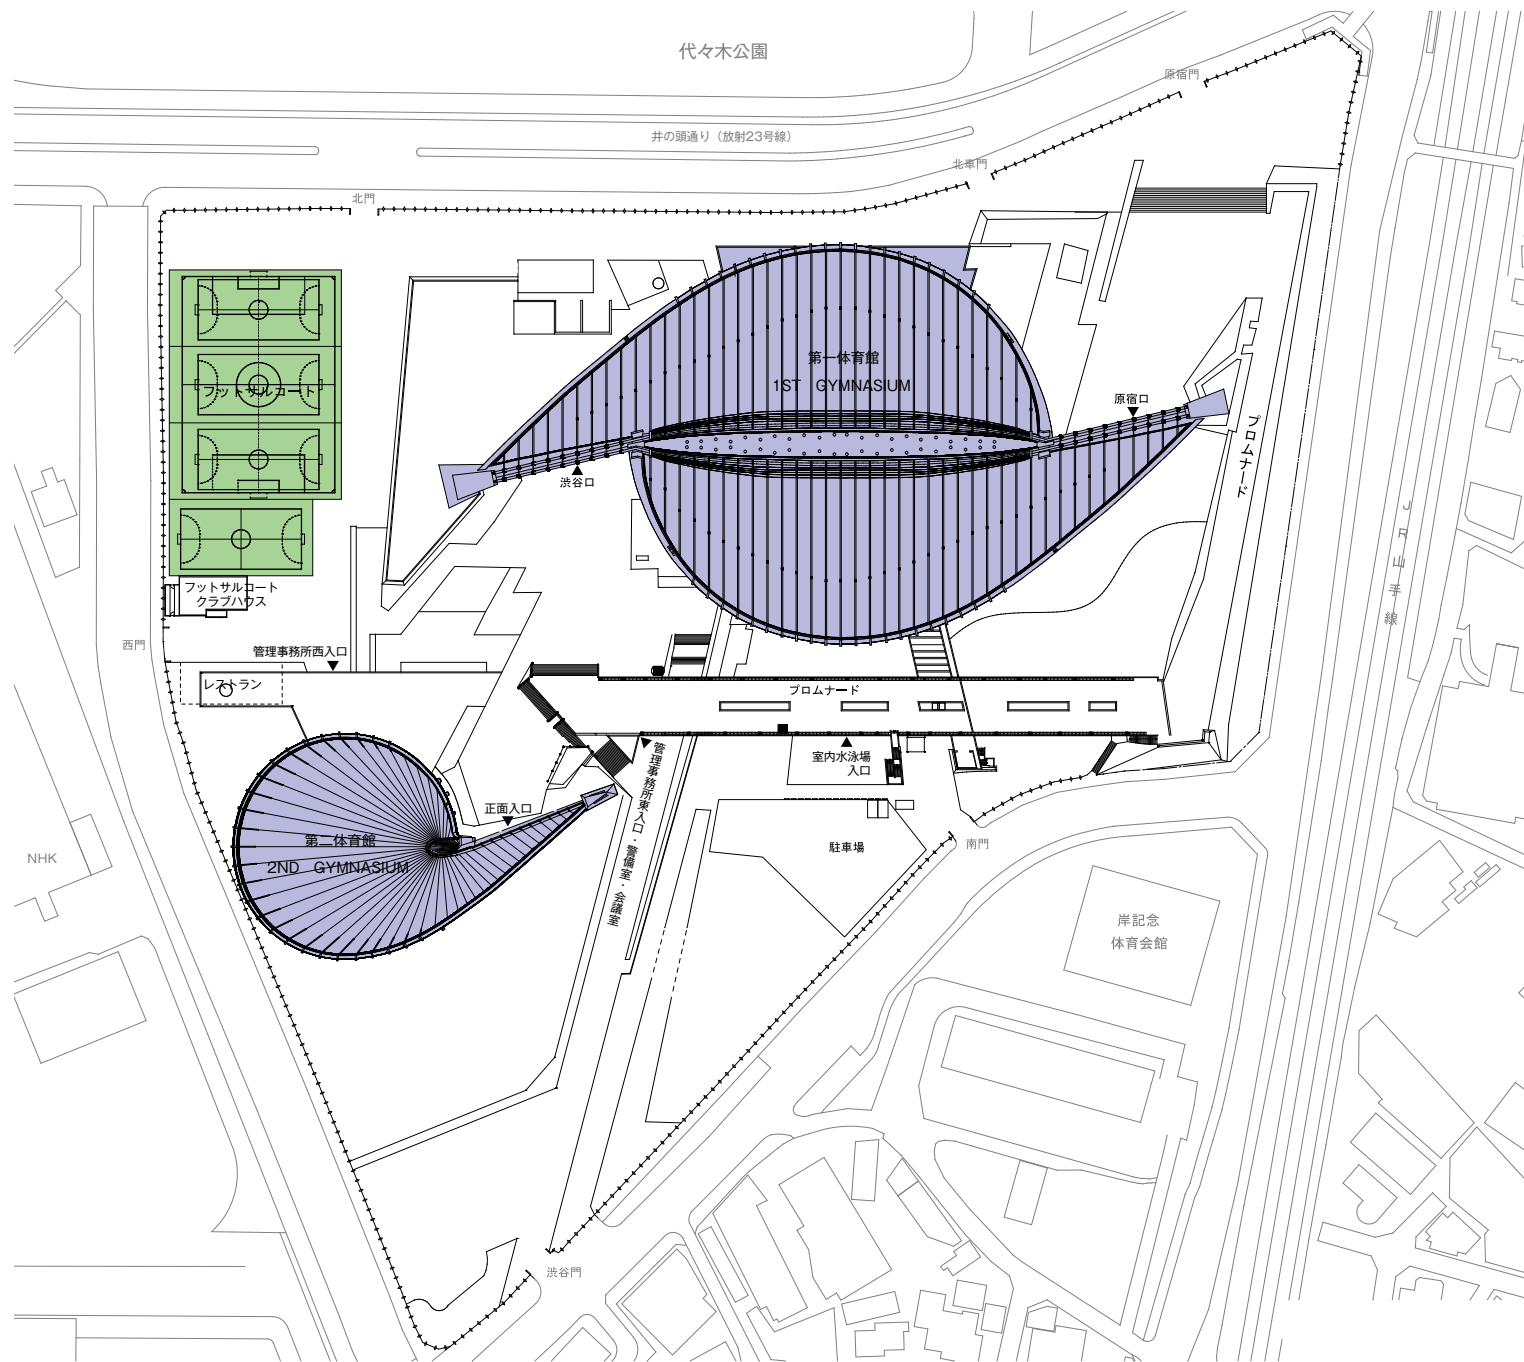 代々木公園
原宿門
井の頭通り（放射23号線）
北車門
北門
第一体育館
1ST GYMNASIUM
フットサルコート
原宿口
プロムナード
渋谷口
JR山手線
フットサルコート
クラブハウス
西門
管理事務所西入口
レストラン
プロムナード
管理事務所東入口・警備室・会議室
室内水泳場
入口
正面入口
第二体育館
2ND GYMNASIUM
NHK
駐車場
南門
岸記念
体育会館
渋谷門